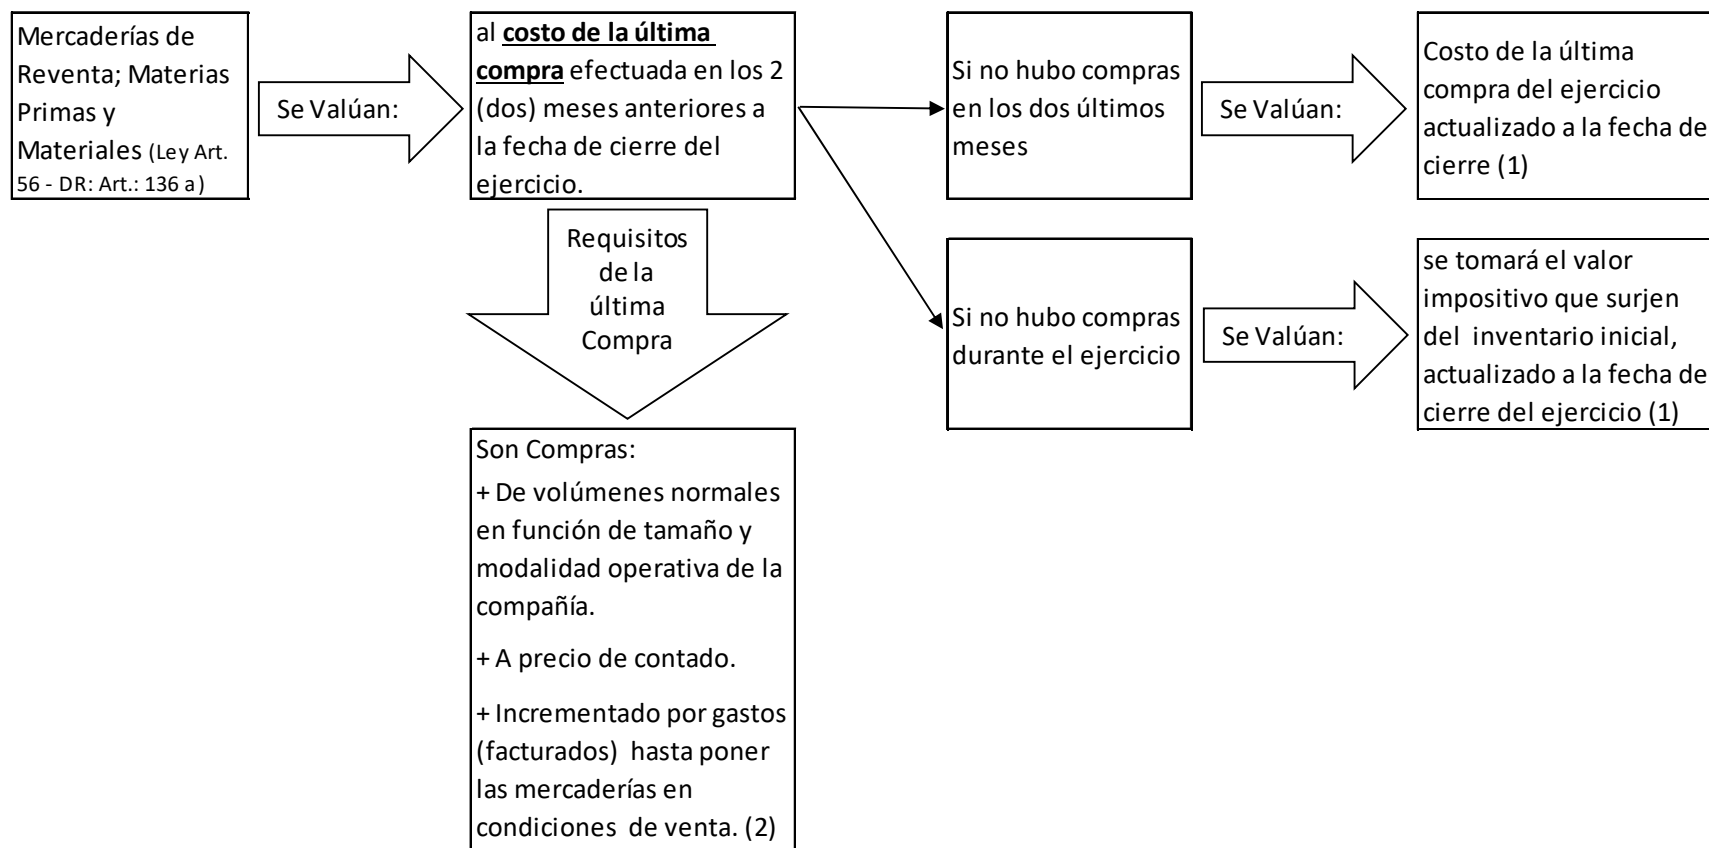 Mercaderías de
Reventa; Materias
Primas y
Materiales (Ley Art.
56 - DR: Art.: 136 a)
Se Valúan:
al costo de la última
compra efectuada en los 2
(dos) meses anteriores a
la fecha de cierre del
ejercicio.
Si no hubo compras
en los dos últimos
meses
Se Valúan:
Costo de la última
compra del ejercicio
actualizado a la fecha de
cierre (1)
Requisitos
de la
última
Compra
Si no hubo compras
durante el ejercicio
Se Valúan:
se tomará el valor
impositivo que surjen
del inventario inicial,
actualizado a la fecha de
cierre del ejercicio (1)
Son Compras:
+ De volúmenes normales
en función de tamaño y
modalidad operativa de la
compañía.
+ A precio de contado.
+ Incrementado por gastos
(facturados) hasta poner
las mercaderías en
condiciones de venta. (2)